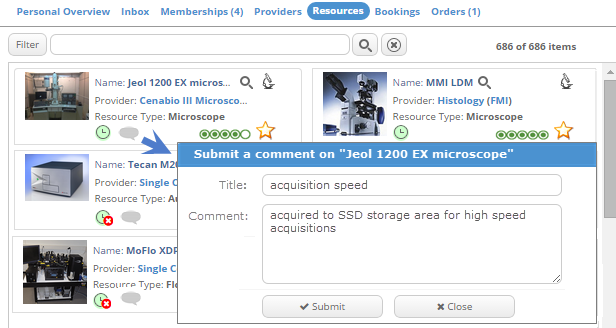 Personal Overview Inbox Memberships (4) Providers Resources Bookings Orders (1)
Filter 686 of 686 items
Name: Jeol 1200 EX micros...
Provider: Cenabio III Microsco...
Resource Type: Microscope
Name: MMI LDM
Provider: Histology (FMI)
Resource Type: Microscope
Name: Tecan M20
Provider: Single C
Resource Type: Au
Name: MoFlo XDP
Provider: Single C
Resource Type: Flo
Submit a comment on "Jeol 1200 EX microscope"
Title: acquisition speed
Comment: acquired to SSD storage area for high speed
acquisitions
Submit Close